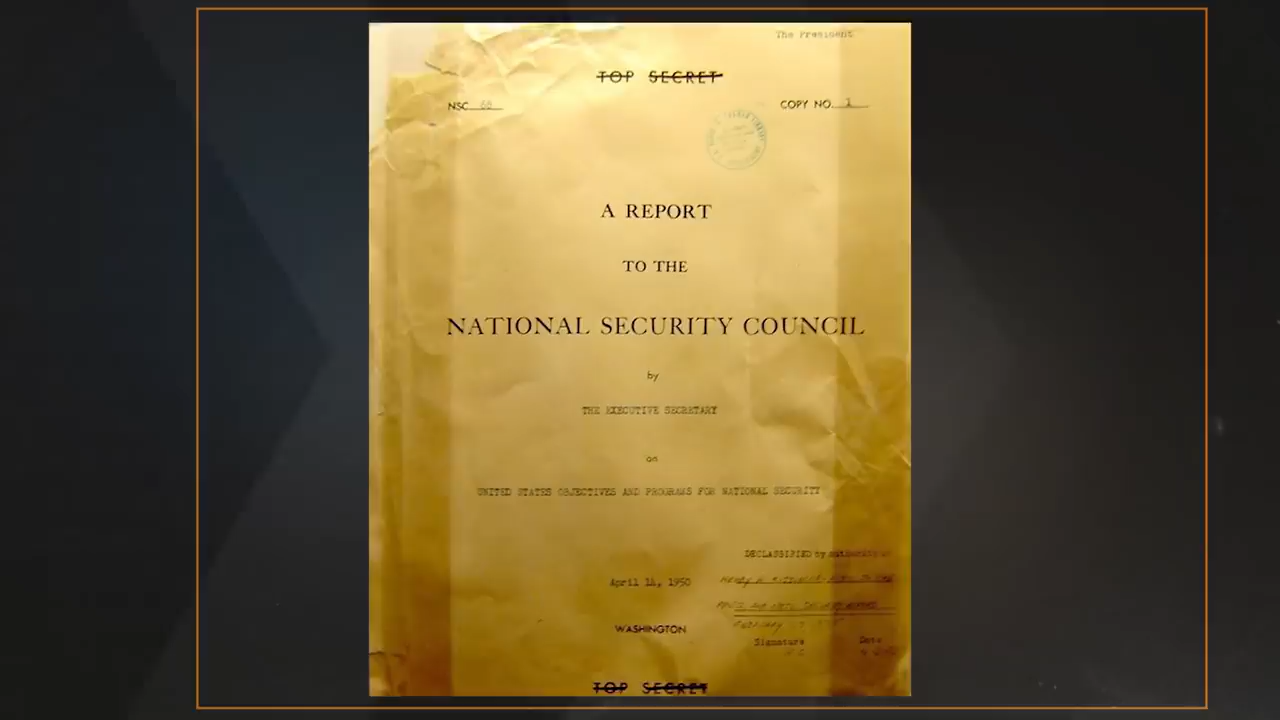 The President
TOP SECRET
NSC 68
COPY NO. 1
A REPORT
TO THE
NATIONAL SECURITY COUNCIL
by
THE EXECUTIVE SECRETARY
on
UNITED STATES OBJECTIVES AND PROGRAMS FOR NATIONAL SECURITY
DECLASSIFIED by
April 14, 1950
WASHINGTON
Signature
Date
TOP SECRET